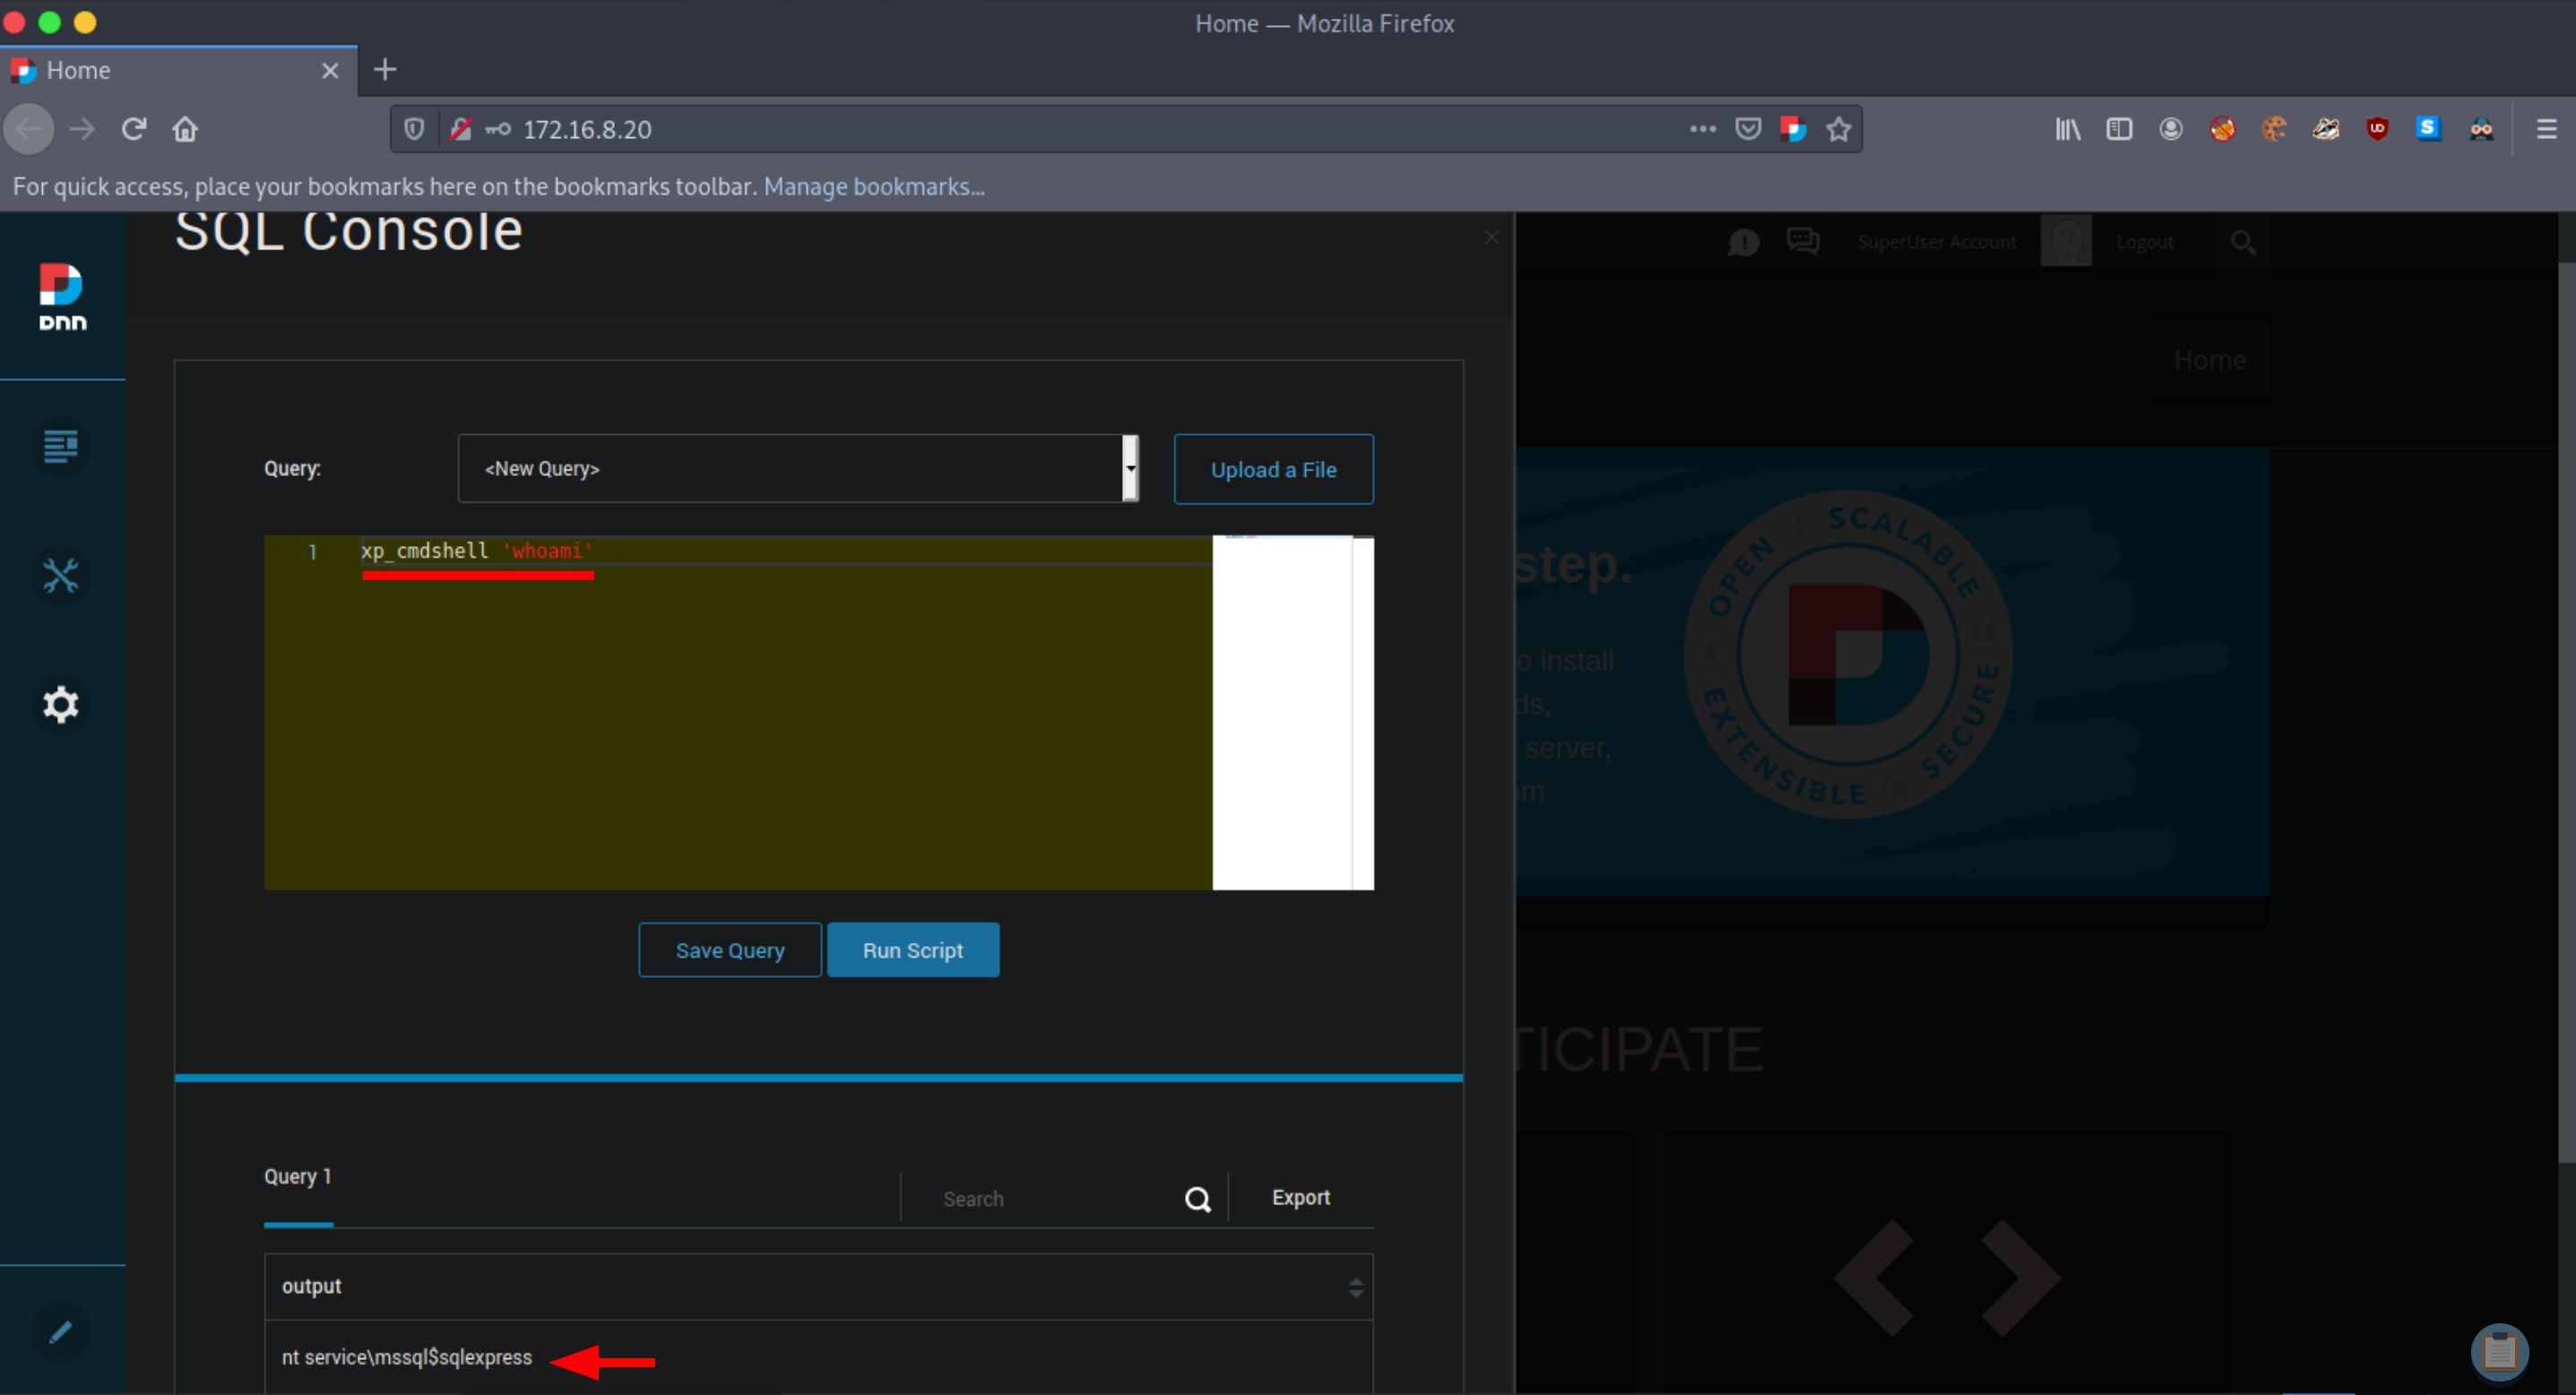 Home — Mozilla Firefox
Home
172.16.8.20
For quick access, place your bookmarks here on the bookmarks toolbar. Manage bookmarks...
SQL Console
SuperUser Account
Logout
DNN
Home
Query:
<New Query>
Upload a File
1 xp_cmdshell 'whoami'
step.
OPEN SCALABLE SECURE EXTENSIBLE
o install
ds,
server,
om
Save Query
Run Script
TICIPATE
Query 1
Search
Export
output
nt service\mssql$sqlexpress